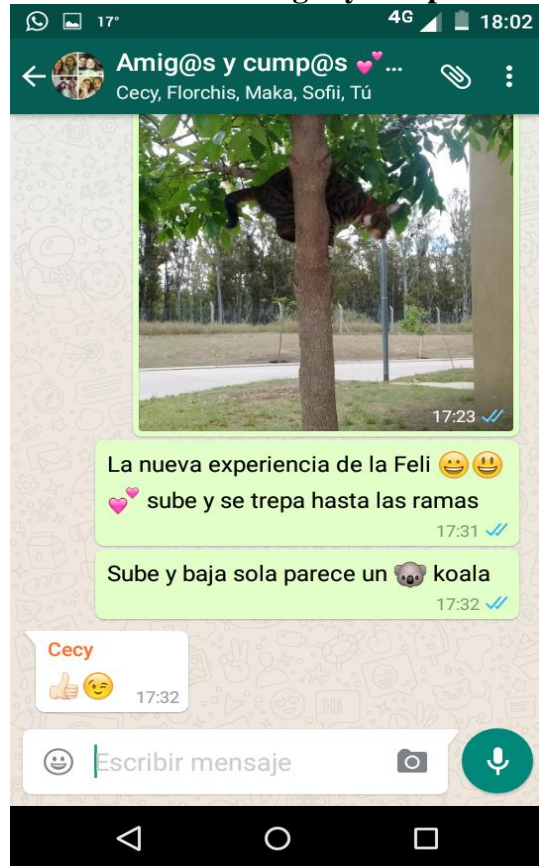 17° 4G 18:02
Amig@s y cump@s 💕...
Cecy, Florchis, Maka, Sofii, Tú
17:23
La nueva experiencia de la Feli 😀😃
💕 sube y se trepa hasta las ramas
17:31
Sube y baja sola parece un 🐨 koala
17:32
Cecy
👍🏻😉 17:32
Escribir mensaje